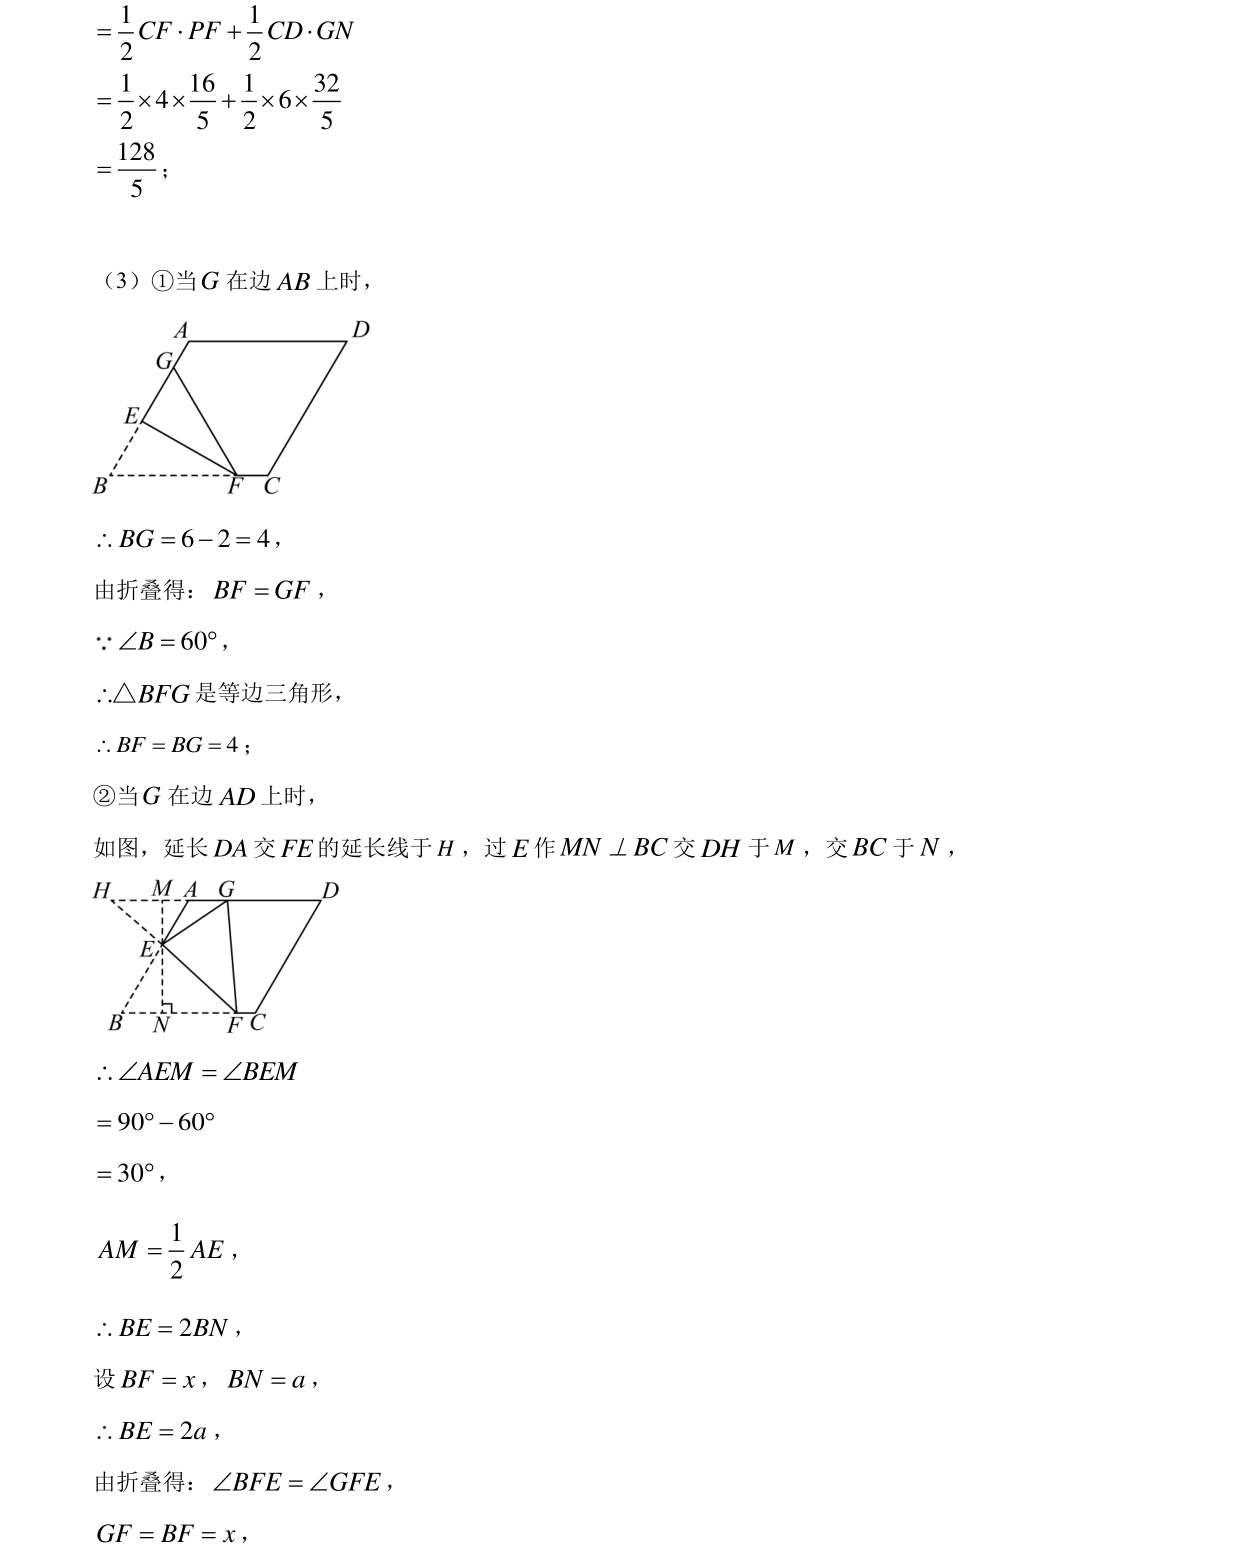 =1/2 CF·PF+1/2 CD·GN
=1/2×4×16/5+1/2×6×32/5
=128/5；
（3）①当G在边AB上时，
A D
G
E
B F C
∴BG=6−2=4，
由折叠得：BF=GF，
∵∠B=60°，
∴△BFG是等边三角形，
∴BF=BG=4；
②当G在边AD上时，
如图，延长DA交FE的延长线于H，过E作MN⊥BC交DH于M，交BC于N，
H M A G D
E
B N F C
∴∠AEM=∠BEM
=90°−60°
=30°，
AM=1/2 AE，
∴BE=2BN，
设BF=x，BN=a，
∴BE=2a，
由折叠得：∠BFE=∠GFE，
GF=BF=x，